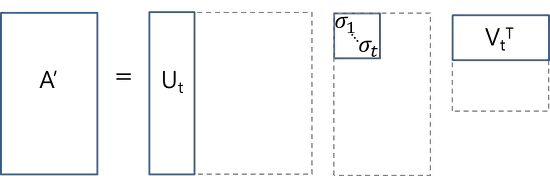 A′ = Uₜ σ₁ ⋱ σₜ Vₜᵀ